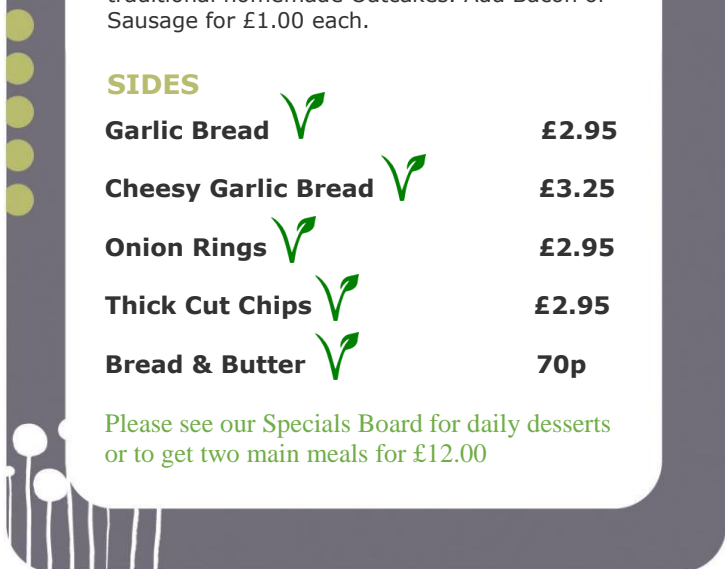 Sausage for £1.00 each.
SIDES
Garlic Bread £2.95
Cheesy Garlic Bread £3.25
Onion Rings £2.95
Thick Cut Chips £2.95
Bread & Butter 70p
Please see our Specials Board for daily desserts
or to get two main meals for £12.00